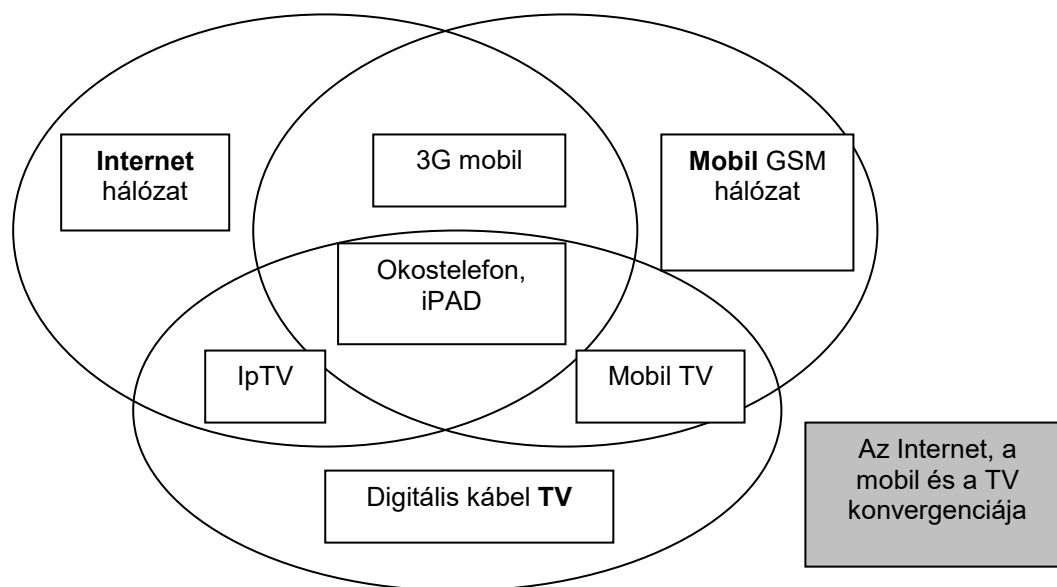 Internet
hálózat
3G mobil
Mobil GSM
hálózat
Okostelefon,
iPAD
IpTV
Mobil TV
Digitális kábel TV
Az Internet, a
mobil és a TV
konvergenciája